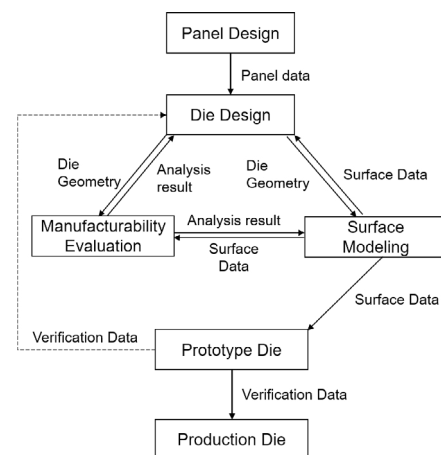 Panel Design
Panel data
Die Design
Die
Geometry
Analysis
result
Die
Geometry
Surface Data
Manufacturability
Evaluation
Analysis result
Surface
Data
Surface
Modeling
Surface Data
Verification Data
Prototype Die
Verification Data
Production Die